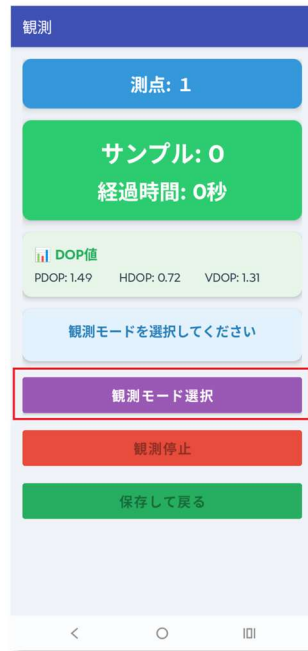 観測
測点: 1
サンプル: 0
経過時間: 0秒
📊 DOP値
PDOP: 1.49 HDOP: 0.72 VDOP: 1.31
観測モードを選択してください
観測モード選択
観測停止
保存して戻る